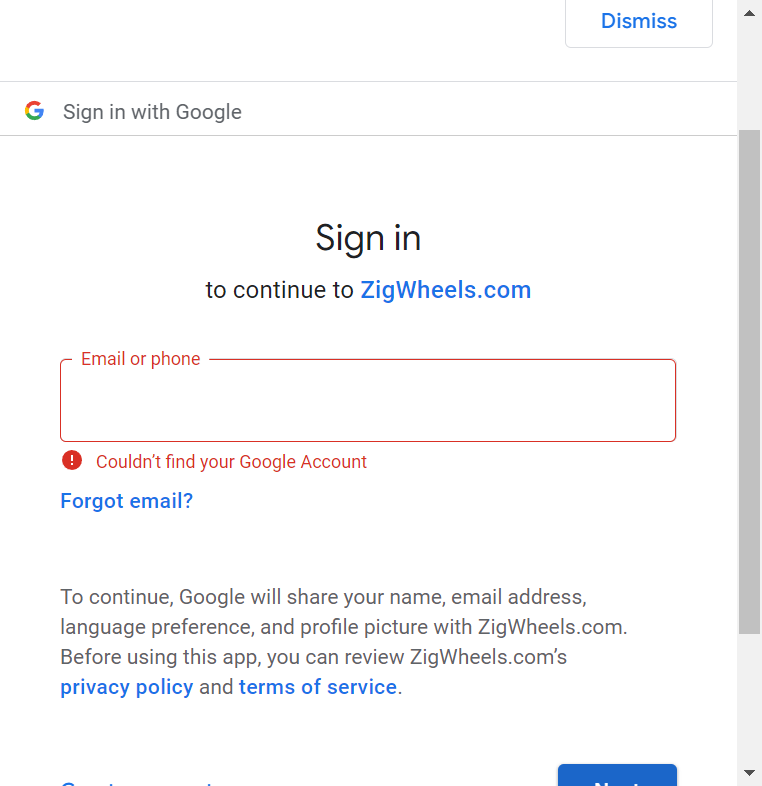 Dismiss
Sign in with Google
Sign in
to continue to ZigWheels.com
Email or phone
Couldn't find your Google Account
Forgot email?
To continue, Google will share your name, email address,
language preference, and profile picture with ZigWheels.com.
Before using this app, you can review ZigWheels.com's
privacy policy and terms of service.